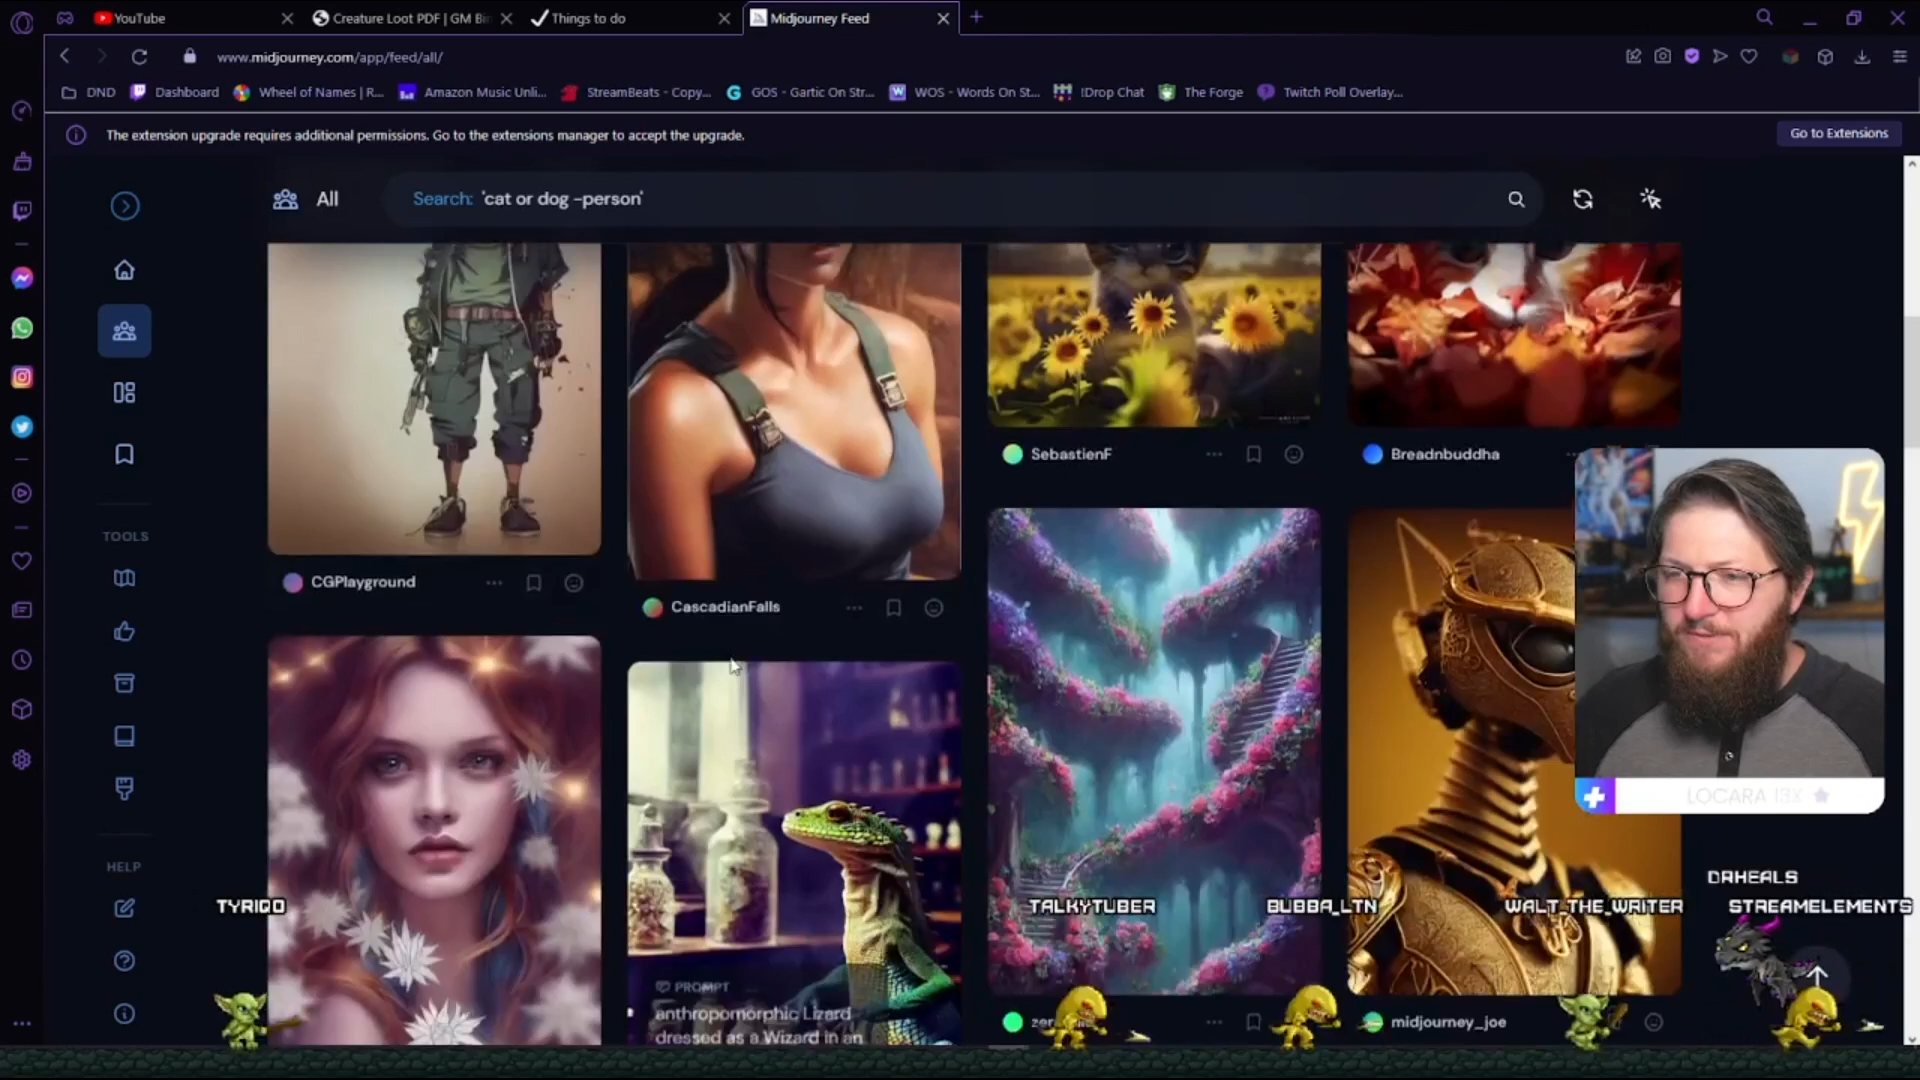 YouTube
Creature Loot PDF | GM Bi
Things to do
Midjourney Feed
www.midjourney.com/app/feed/all/
DND
Dashboard
Wheel of Names | R...
Amazon Music Unli...
StreamBeats - Copy...
GOS - Gartic On Str...
WOS - Words On St...
!Drop Chat
The Forge
Twitch Poll Overlay...
The extension upgrade requires additional permissions. Go to the extensions manager to accept the upgrade.
Go to Extensions
All
Search: 'cat or dog -person'
SebastienF
Breadnbuddha
TOOLS
CGPlayground
CascadianFalls
LOCARA 13X
HELP
DRHEALS
TYRIQO
TALKYTUBER
BUBBA_LTN
WALT_THE_WRITER
STREAMELEMENTS
PROMPT
anthropomorphic Lizard
dressed as a Wizard in an
midjourney_joe